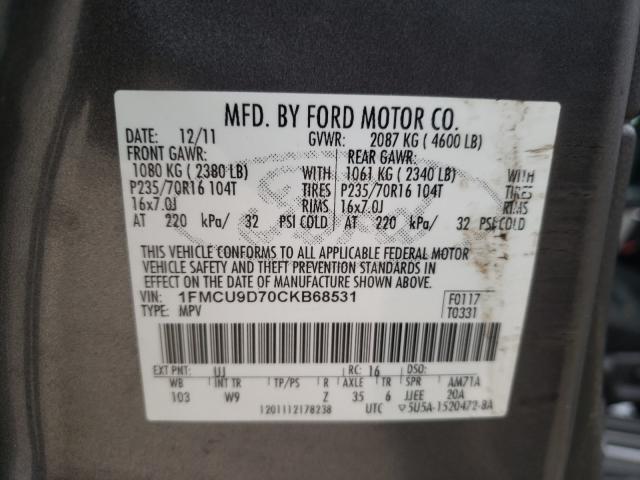 MFD. BY FORD MOTOR CO.
DATE: 12/11 GVWR: 2087 KG ( 4600 LB)
FRONT GAWR: REAR GAWR:
1080 KG ( 2380 LB) WITH 1061 KG ( 2340 LB) WITH
P235/70R16 104T TIRES P235/70R16 104T TIRES
16x7.0J RIMS 16x7.0J RIMS
AT 220 kPa/ 32 PSI COLD AT 220 kPa/ 32 PSI COLD
THIS VEHICLE CONFORMS TO ALL APPLICABLE FEDERAL MOTOR
VEHICLE SAFETY AND THEFT PREVENTION STANDARDS IN
EFFECT ON THE DATE OF MANUFACTURE SHOWN ABOVE.
VIN: 1FMCU9D70CKB68531 F0117
TYPE: MPV T0331
EXT PNT: UJ RC: 16 DSO:
WB INT TR TP/PS R AXLE TR SPR AM71A
103 W9 Z 35 6 JJEE 20A
1201112178238 UTC ▽5U5A-1520472-BA